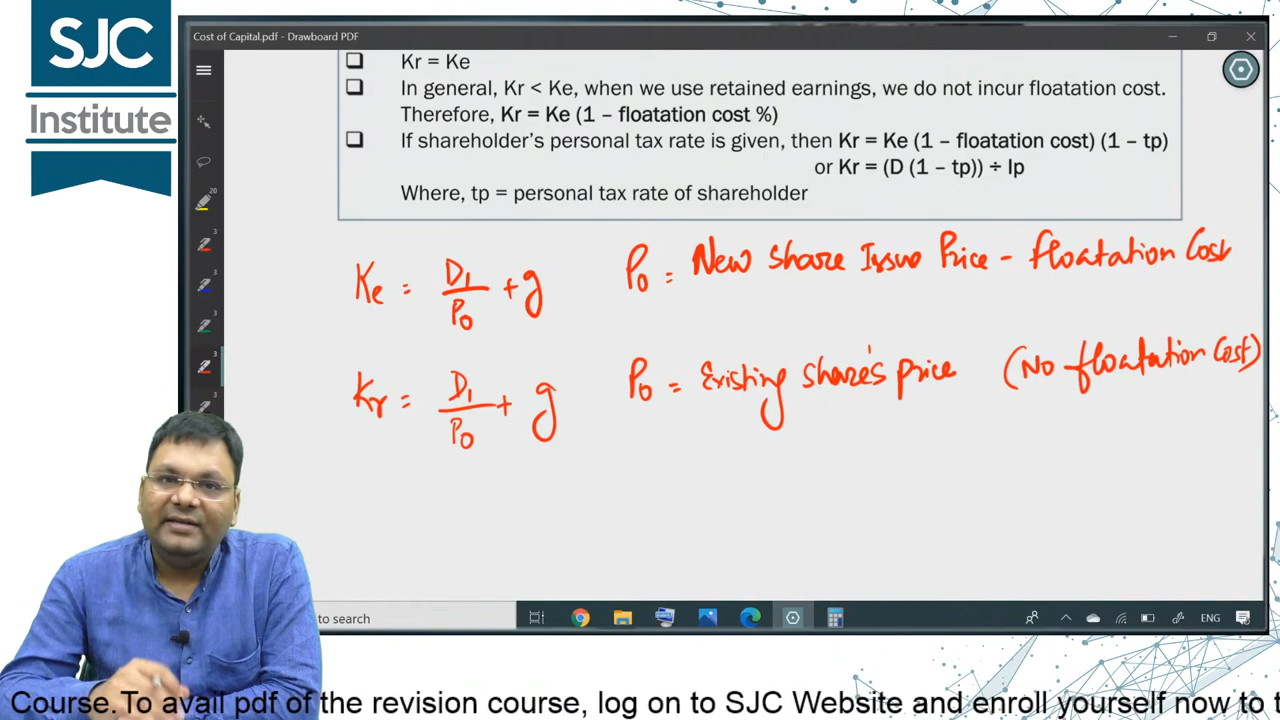 SJC
Institute
Cost of Capital.pdf - Drawboard PDF
Kr = Ke
In general, Kr < Ke, when we use retained earnings, we do not incur floatation cost.
Therefore, Kr = Ke (1 – floatation cost %)
If shareholder's personal tax rate is given, then Kr = Ke (1 – floatation cost) (1 – tp)
or Kr = (D (1 – tp)) ÷ Ip
Where, tp = personal tax rate of shareholder
20
3
3
3
3
Ke = D1/P0 + g P0 = New share Issue Price - floatation Cost
Kr = D1/P0 + g P0 = Existing share's price (No floatation Cost)
to search
ENG
Course. To avail pdf of the revision course, log on to SJC Website and enroll yourself now to t